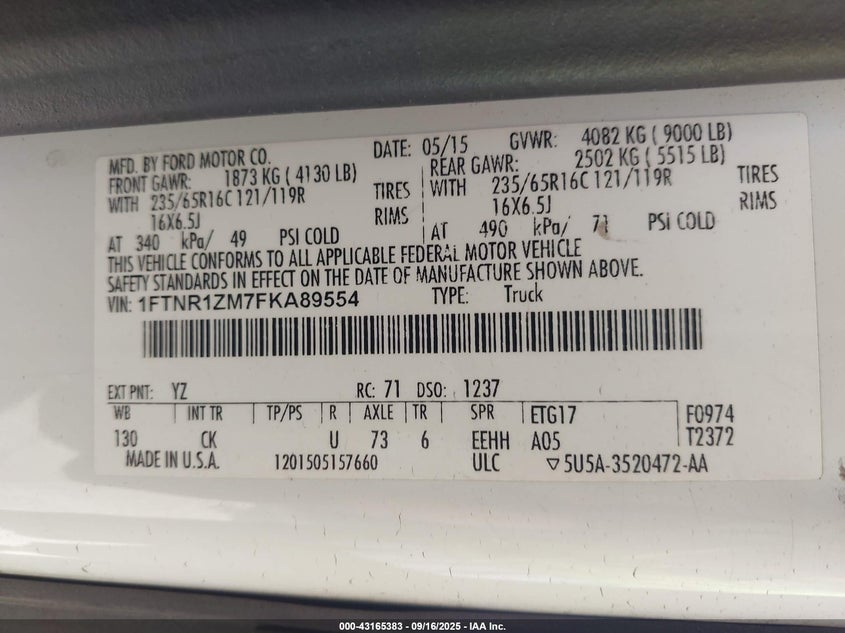 MFD. BY FORD MOTOR CO. DATE: 05/15 GVWR: 4082 KG ( 9000 LB)
FRONT GAWR: 1873 KG ( 4130 LB) REAR GAWR: 2502 KG ( 5515 LB)
WITH 235/65R16C 121/119R TIRES WITH 235/65R16C 121/119R TIRES
16X6.5J RIMS 16X6.5J RIMS
AT 340 kPa/ 49 PSI COLD AT 490 kPa/ 71 PSI COLD
THIS VEHICLE CONFORMS TO ALL APPLICABLE FEDERAL MOTOR VEHICLE
SAFETY STANDARDS IN EFFECT ON THE DATE OF MANUFACTURE SHOWN ABOVE.
VIN: 1FTNR1ZM7FKA89554 TYPE: Truck
EXT PNT: YZ RC: 71 DSO: 1237
WB INT TR TP/PS R AXLE TR SPR ETG17 F0974
130 CK U 73 6 EEHH A05 T2372
MADE IN U.S.A. 1201505157660 ULC ▽5U5A-3520472-AA
000-43165383 - 09/16/2025 - IAA Inc.